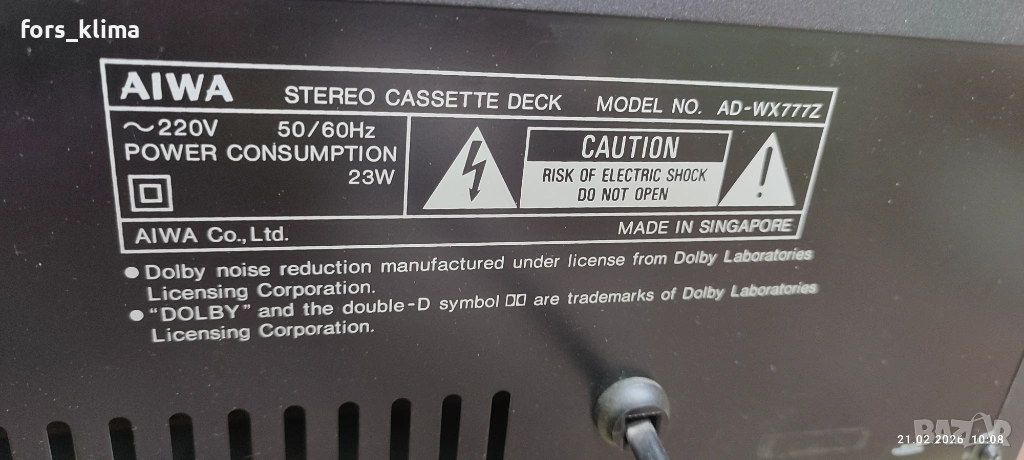 fors_klima
AIWA STEREO CASSETTE DECK MODEL NO. AD-WX777Z
~220V 50/60Hz
POWER CONSUMPTION
23W
CAUTION
RISK OF ELECTRIC SHOCK
DO NOT OPEN
AIWA Co., Ltd. MADE IN SINGAPORE
● Dolby noise reduction manufactured under license from Dolby Laboratories
Licensing Corporation.
● "DOLBY" and the double-D symbol are trademarks of Dolby Laboratories
Licensing Corporation.
BAZAR
21.02.2026 10:08